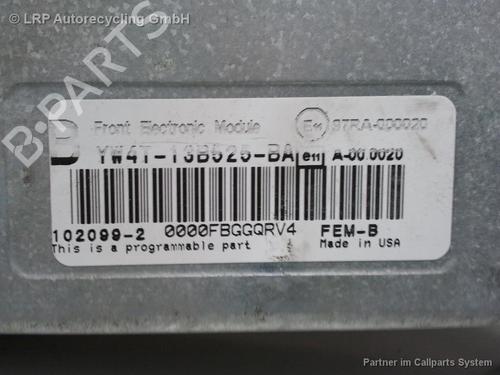 © LRP Autorecycling GmbH
B-PARTS
B Front Electronic Module E11 97RA-000020
YW4T-13B525-BA e11 A-00.0020
102099-2 0000FBGGQRV4 FEM-B
This is a programmable part Made in USA
Partner im Callparts System